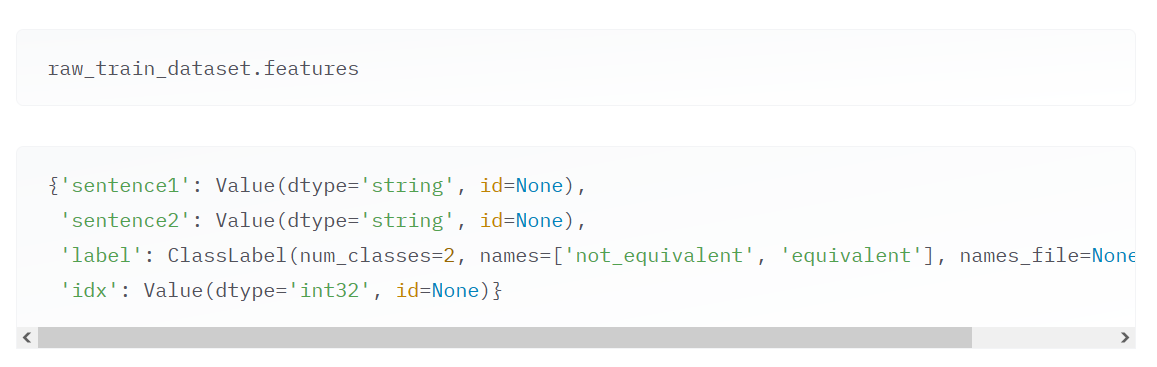 raw_train_dataset.features
{'sentence1': Value(dtype='string', id=None),
'sentence2': Value(dtype='string', id=None),
'label': ClassLabel(num_classes=2, names=['not_equivalent', 'equivalent'], names_file=None
'idx': Value(dtype='int32', id=None)}